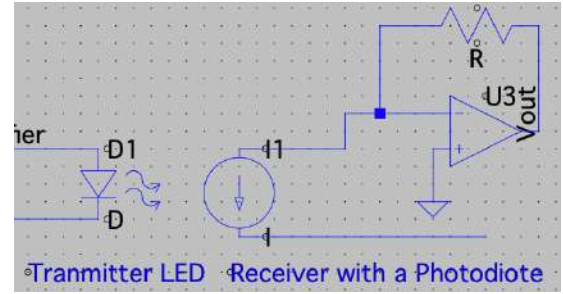 R
U3
Vout
ier
D1
I1
D
I
Tranmitter LED
Receiver with a Photodiote